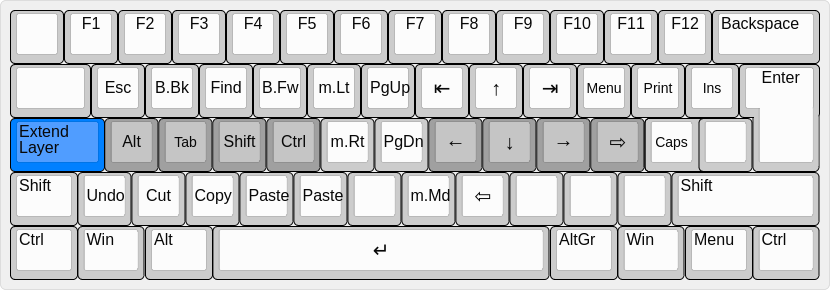 F1 F2 F3 F4 F5 F6 F7 F8 F9 F10 F11 F12 Backspace
Esc B.Bk Find B.Fw m.Lt PgUp ⇤ ↑ ⇥ Menu Print Ins Enter
Extend
Layer Alt Tab Shift Ctrl m.Rt PgDn ← ↓ → ⇨ Caps
Shift Undo Cut Copy Paste Paste m.Md ⇦ Shift
Ctrl Win Alt ↵ AltGr Win Menu Ctrl